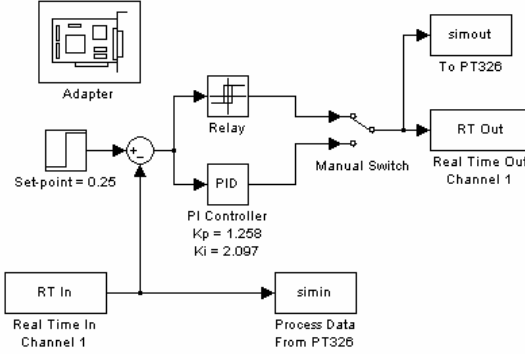 simout
To PT326
Adapter
Relay
RT Out
Real Time Out
Channel 1
Manual Switch
Set-point = 0.25
PID
PI Controller
Kp = 1.258
Ki = 2.097
RT In
Real Time In
Channel 1
simin
Process Data
From PT326